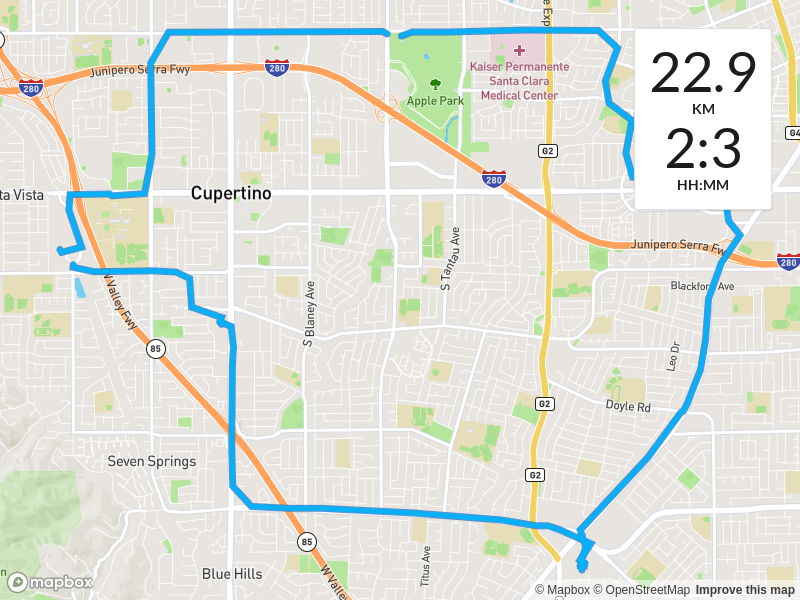 280
Junipero Serra Fwy
280
Apple Park
Kaiser Permanente
Santa Clara
Medical Center
e Exp
22.9
KM
2:3
HH:MM
G4
G2
280
ta Vista
Cupertino
S Tantau Ave
Junipero Serra Fw
280
W Valley Fwy
S Blaney Ave
Blackford Ave
85
Leo Dr
G2
Doyle Rd
Seven Springs
G2
85
Blue Hills
W Valley
Titus Ave
mapbox
© Mapbox © OpenStreetMap Improve this map